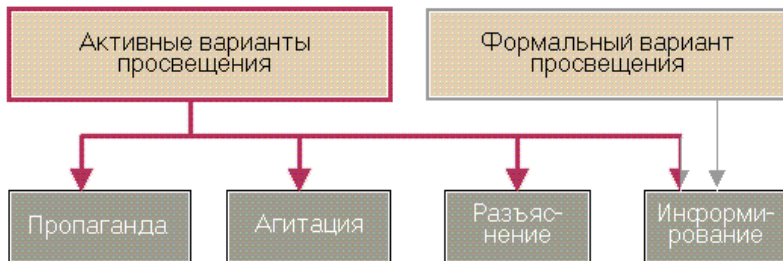 Активные варианты
просвещения
Формальный вариант
просвещения
Пропаганда
Агитация
Разъяс-
нение
Информи-
рование